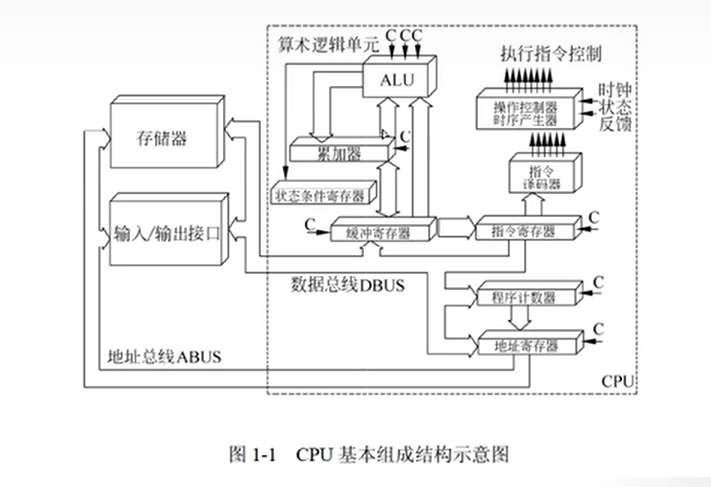 算术逻辑单元
C CC
ALU
执行指令控制
操作控制器
时序产生器
时钟
状态
反馈
存储器
C
累加器
指令
译码器
状态条件寄存器
输入/输出接口
C
缓冲寄存器
指令寄存器
C
数据总线DBUS
程序计数器
C
地址寄存器
C
地址总线ABUS
CPU
图 1-1 CPU 基本组成结构示意图